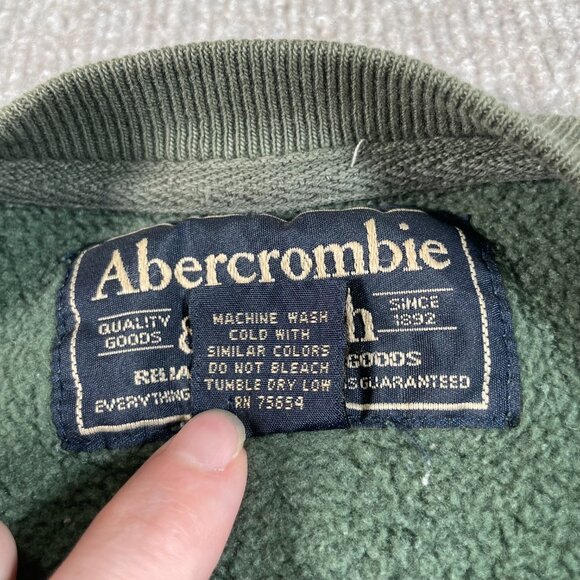 Abercrombie
QUALITY GOODS
SINCE 1892
h
GOODS
EVERYTHING
GUARANTEED
MACHINE WASH
COLD WITH
SIMILAR COLORS
DO NOT BLEACH
TUMBLE DRY LOW
RN 75654